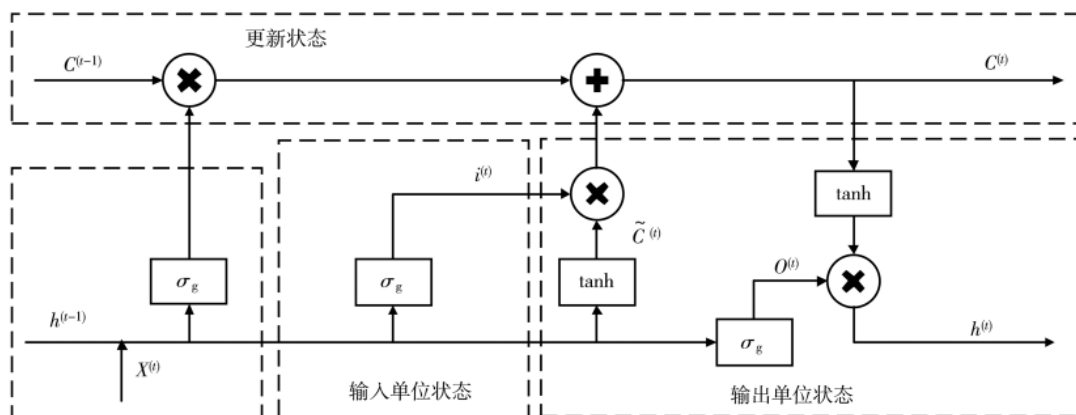 更新状态
C(t-1)
C(t)
i(t)
tanh
C̃(t)
σg
σg
tanh
O(t)
h(t-1)
σg
h(t)
X(t)
输入单位状态
输出单位状态